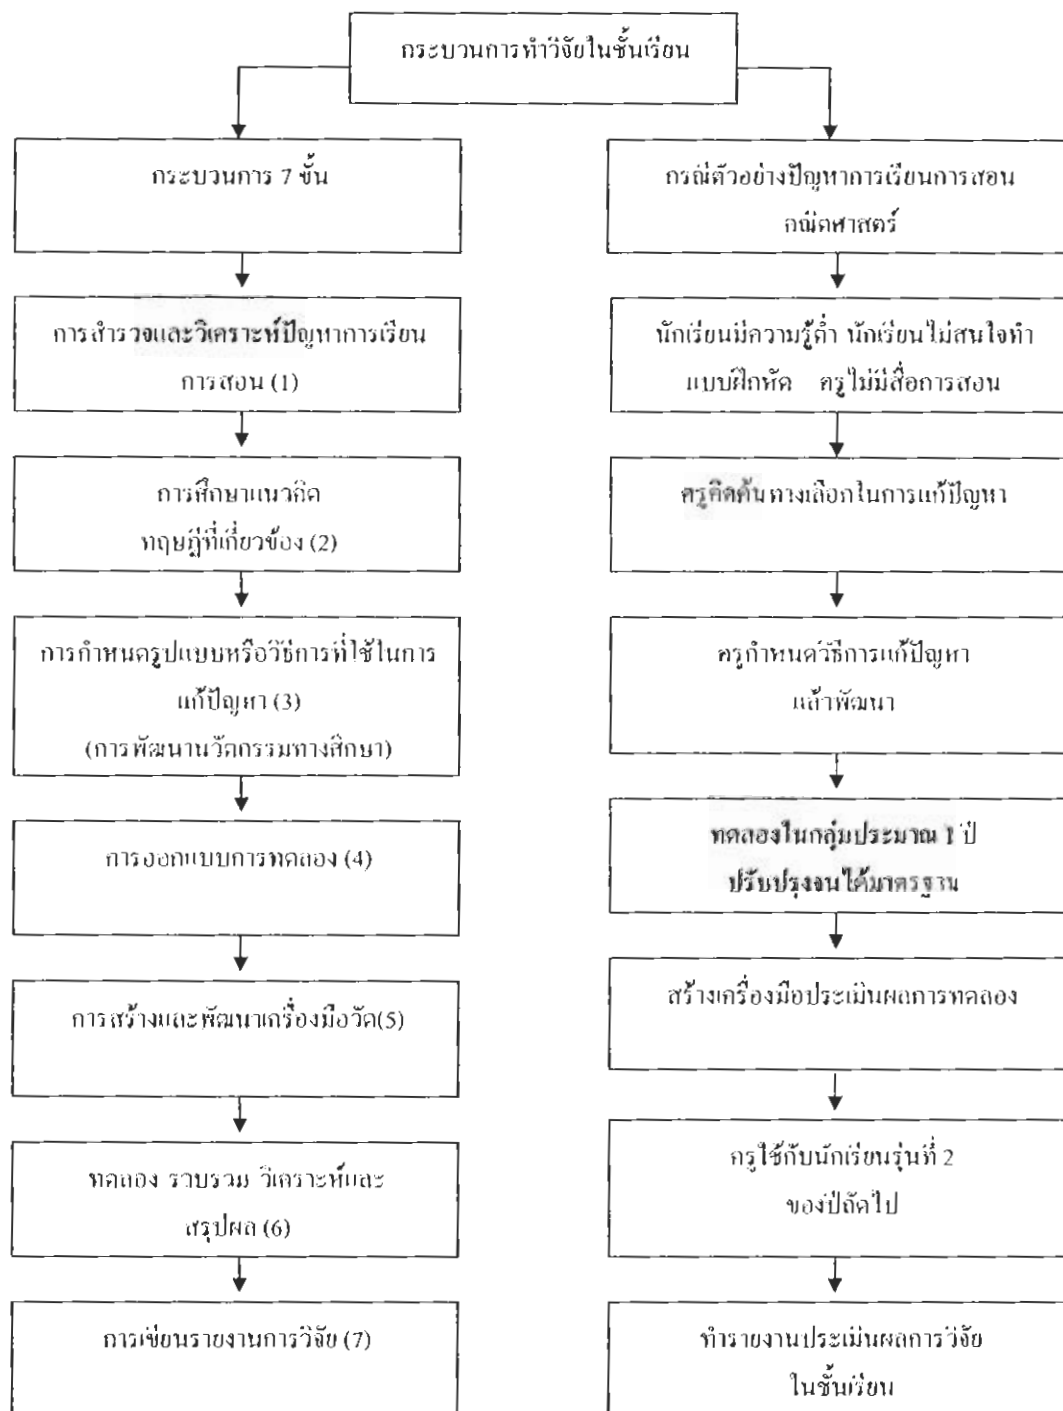 กระบวนการทำวิจัยในชั้นเรียน
กระบวนการ 7 ขั้น
การสำรวจและวิเคราะห์ปัญหาการเรียน
การสอน (1)
การศึกษาแนวคิด
ทฤษฎีที่เกี่ยวข้อง (2)
การกำหนดรูปแบบหรือวิธีการที่ใช้ในการ
แก้ปัญหา (3)
(การพัฒนานวัตกรรมทางศึกษา)
การออกแบบการทดลอง (4)
การสร้างและพัฒนาเครื่องมือวัด(5)
ทดลอง รวบรวม วิเคราะห์และ
สรุปผล (6)
การเขียนรายงานการวิจัย (7)
กรณีตัวอย่างปัญหาการเรียนการสอน
คณิตศาสตร์
นักเรียนมีความรู้ต่ำ นักเรียนไม่สนใจทำ
แบบฝึกหัด ครูไม่มีสื่อการสอน
ครูคิดค้นทางเลือกในการแก้ปัญหา
ครูกำหนดวิธีการแก้ปัญหา
แล้วพัฒนา
ทดลองในกลุ่มประมาณ 1 ปี
ปรับปรุงจนได้มาตรฐาน
สร้างเครื่องมือประเมินผลการทดลอง
ครูใช้กับนักเรียนรุ่นที่ 2
ของปีถัดไป
ทำรายงานประเมินผลการวิจัย
ในชั้นเรียน